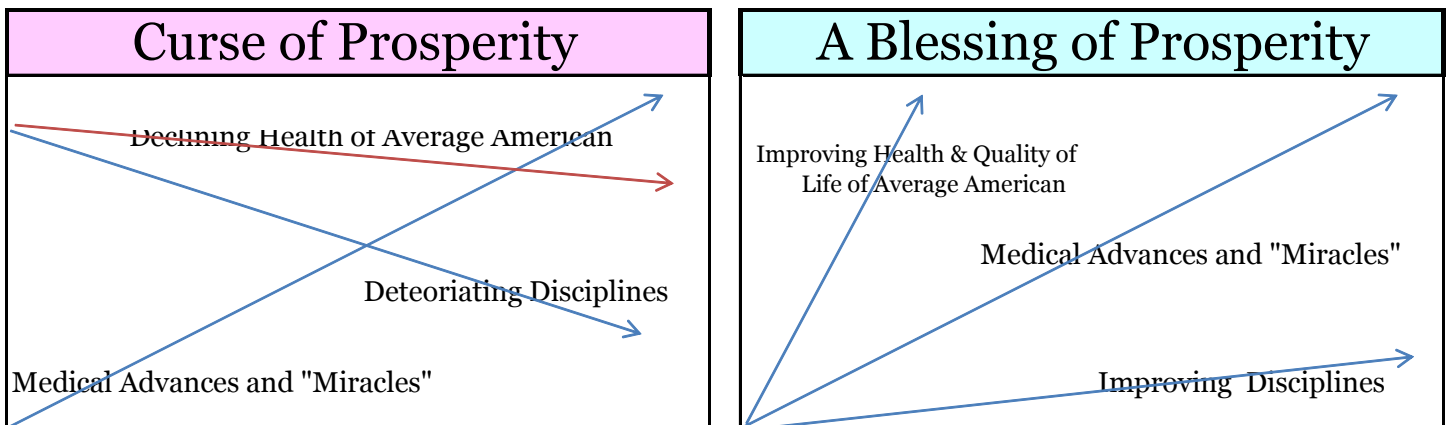 Curse of Prosperity
Declining Health of Average American
Deteoriating Disciplines
Medical Advances and "Miracles"
A Blessing of Prosperity
Improving Health & Quality of
Life of Average American
Medical Advances and "Miracles"
Improving Disciplines